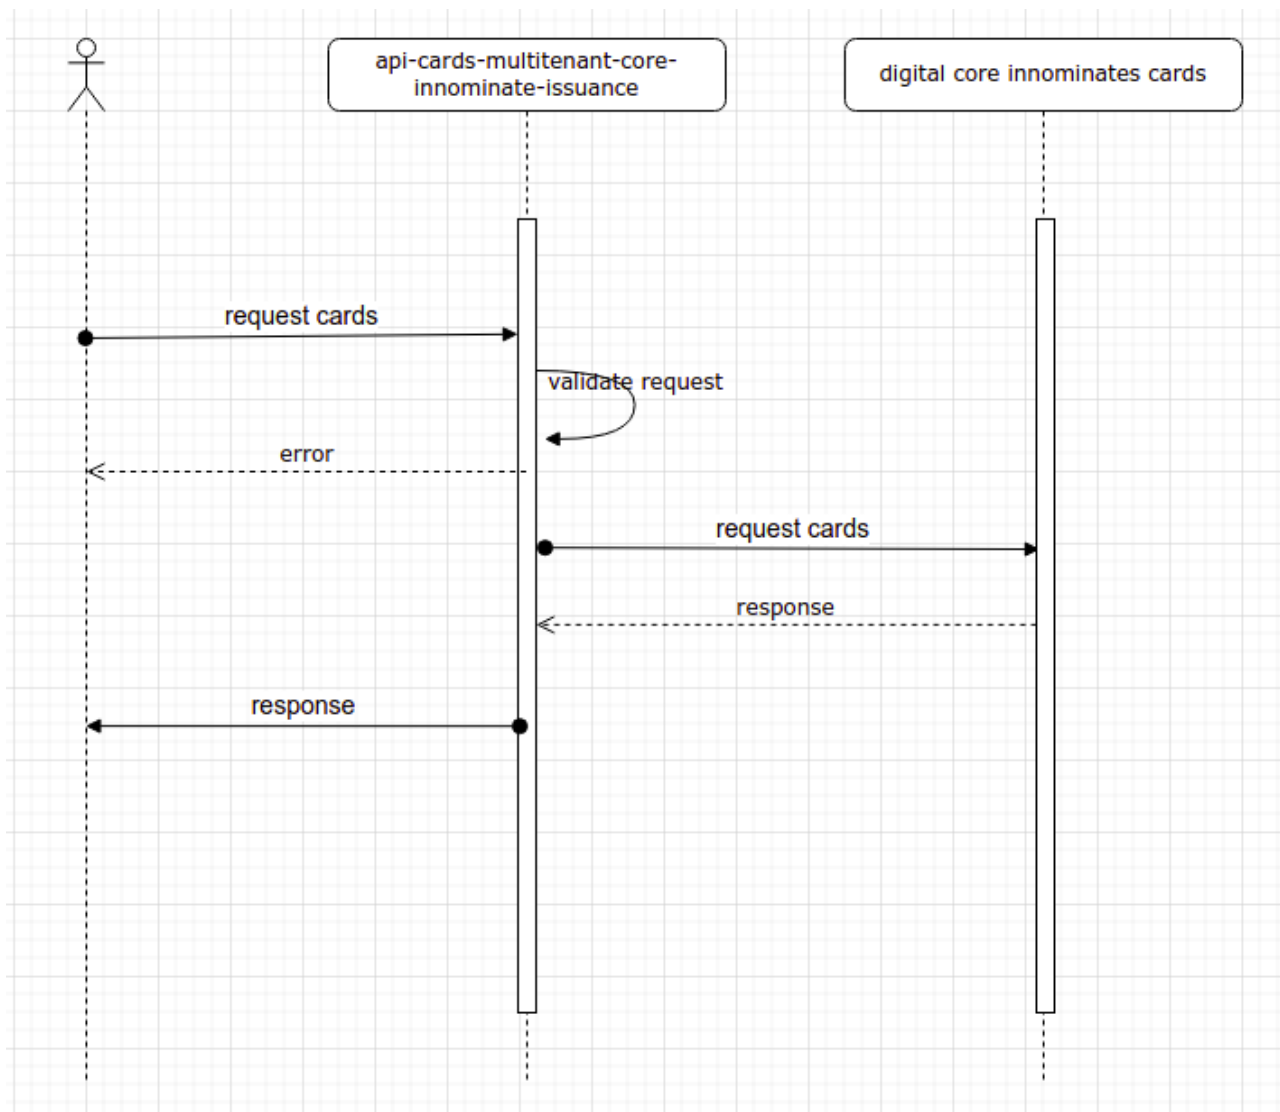 api-cards-multitenant-core-
innominate-issuance
digital core innominates cards
request cards
validate request
error
request cards
response
response